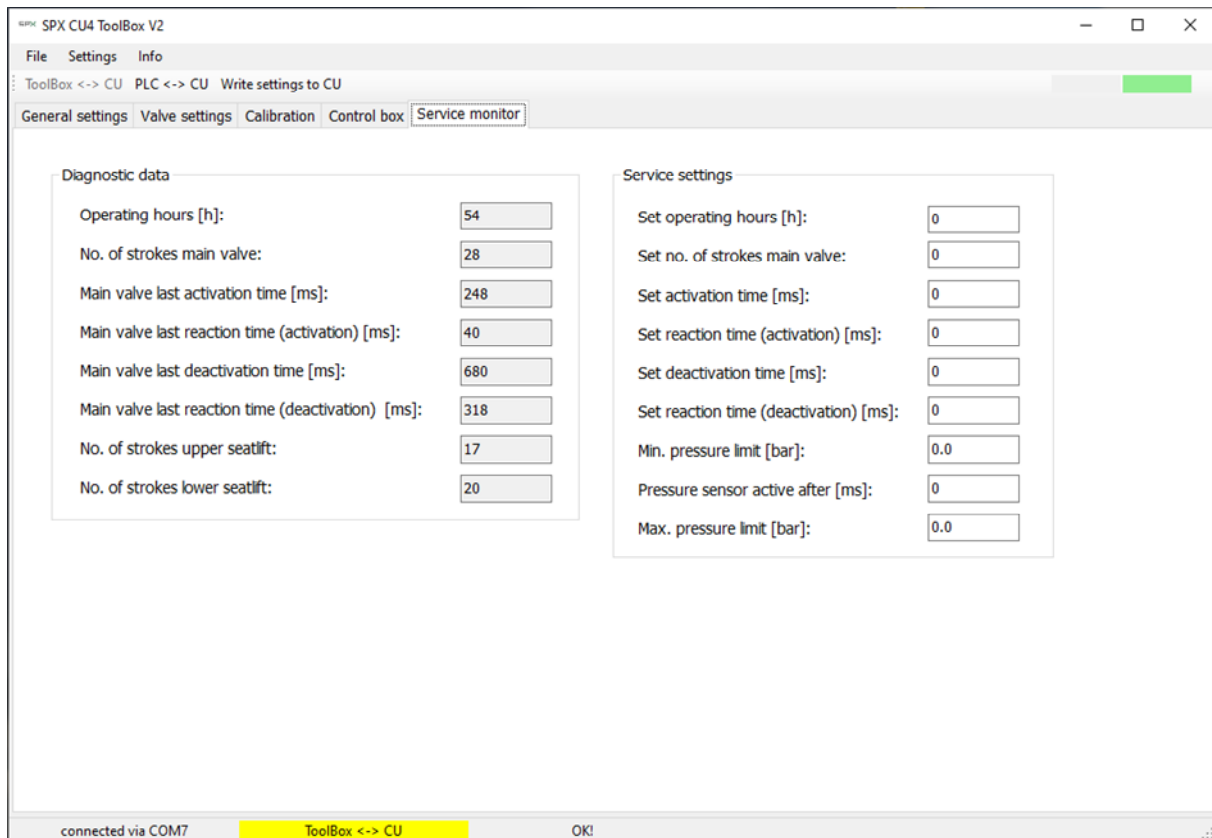 SPX SPX CU4 ToolBox V2
File Settings Info
ToolBox <-> CU PLC <-> CU Write settings to CU
General settings Valve settings Calibration Control box Service monitor
Diagnostic data
Operating hours [h]: 54
No. of strokes main valve: 28
Main valve last activation time [ms]: 248
Main valve last reaction time (activation) [ms]: 40
Main valve last deactivation time [ms]: 680
Main valve last reaction time (deactivation) [ms]: 318
No. of strokes upper seatlift: 17
No. of strokes lower seatlift: 20
Service settings
Set operating hours [h]: 0
Set no. of strokes main valve: 0
Set activation time [ms]: 0
Set reaction time (activation) [ms]: 0
Set deactivation time [ms]: 0
Set reaction time (deactivation) [ms]: 0
Min. pressure limit [bar]: 0.0
Pressure sensor active after [ms]: 0
Max. pressure limit [bar]: 0.0
connected via COM7 ToolBox <-> CU OK!